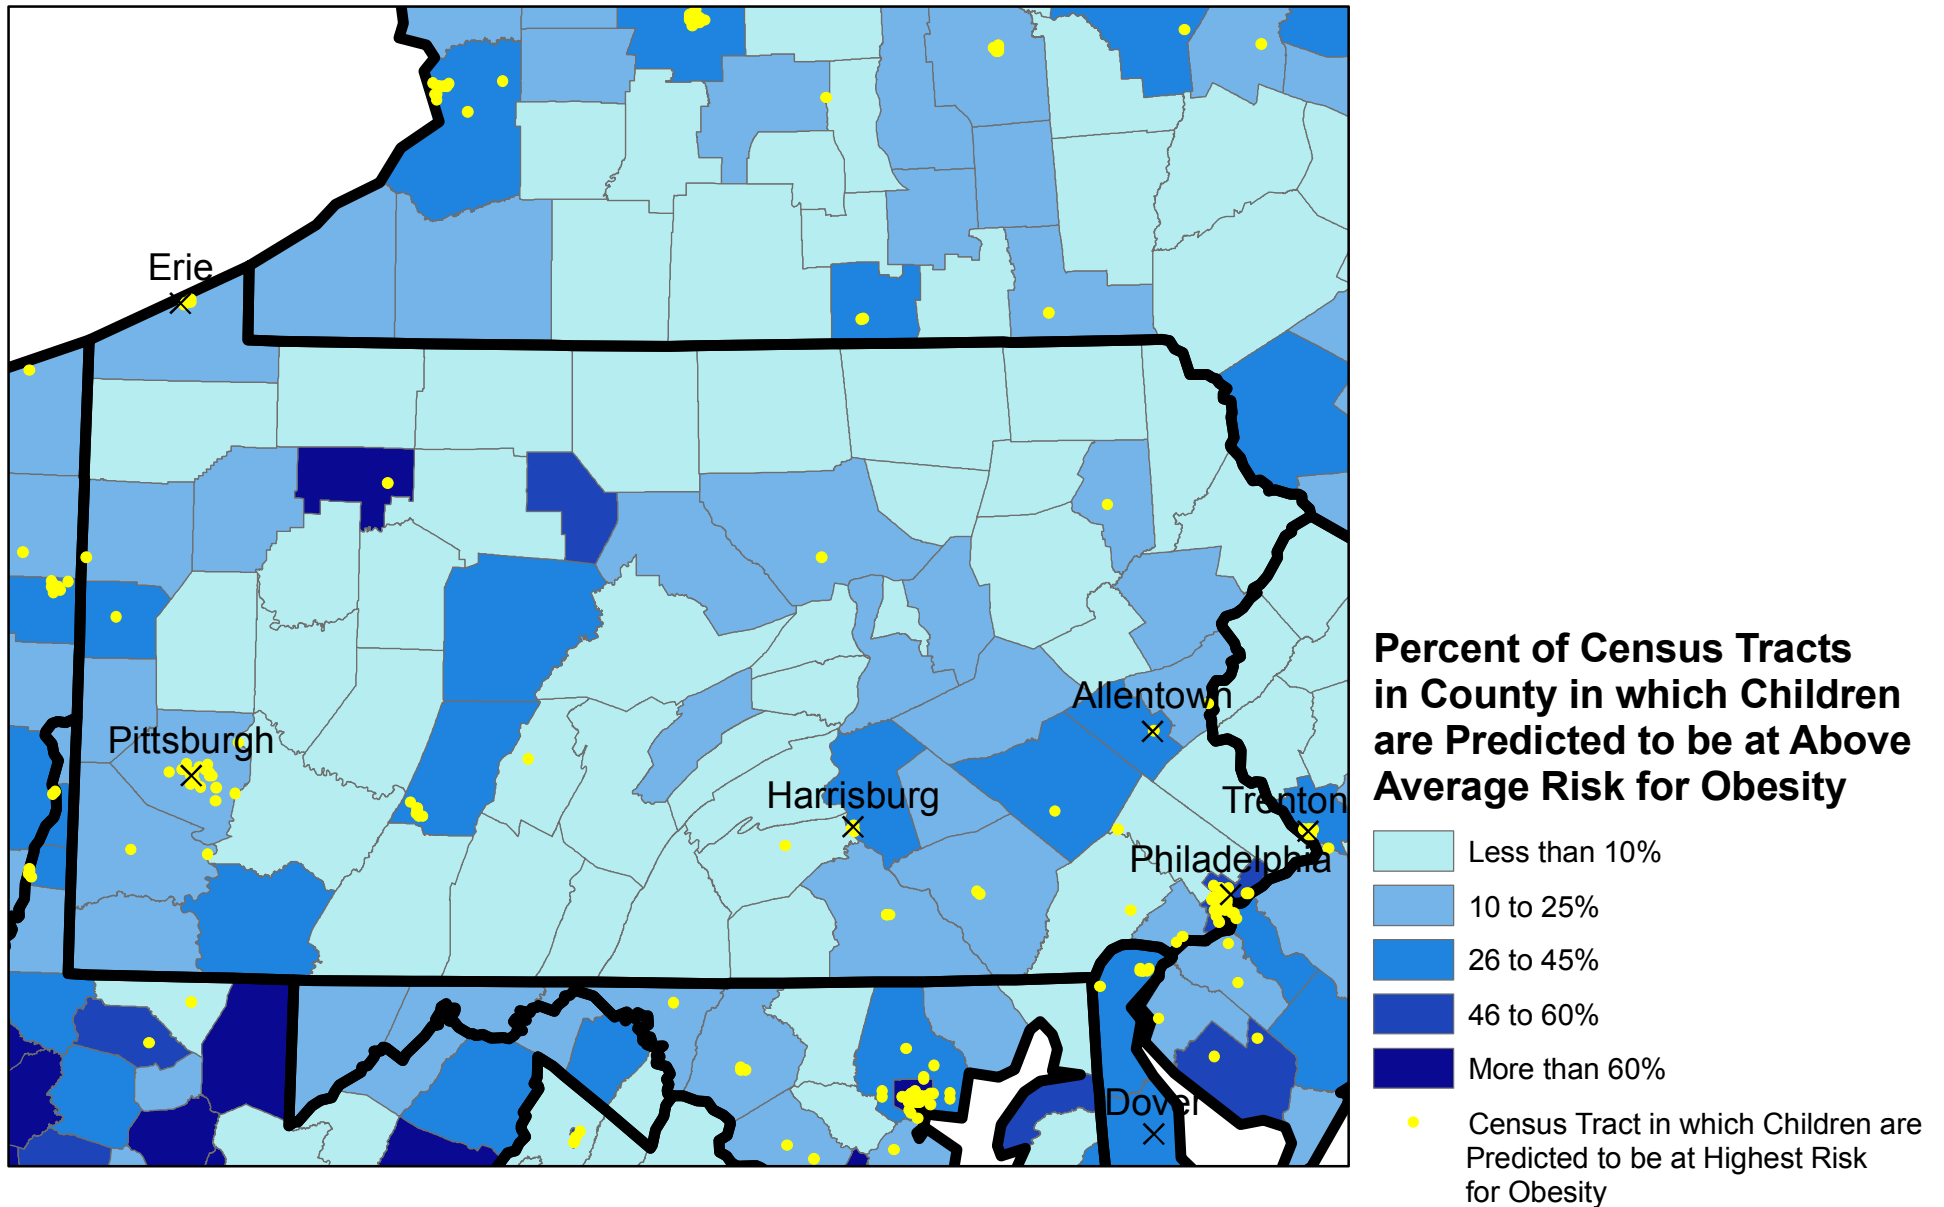 Erie
Pittsburgh
Allentown
Harrisburg
Trenton
Philadelphia
Dover
Percent of Census Tracts
in County in which Children
are Predicted to be at Above
Average Risk for Obesity
Less than 10%
10 to 25%
26 to 45%
46 to 60%
More than 60%
Census Tract in which Children are
Predicted to be at Highest Risk
for Obesity